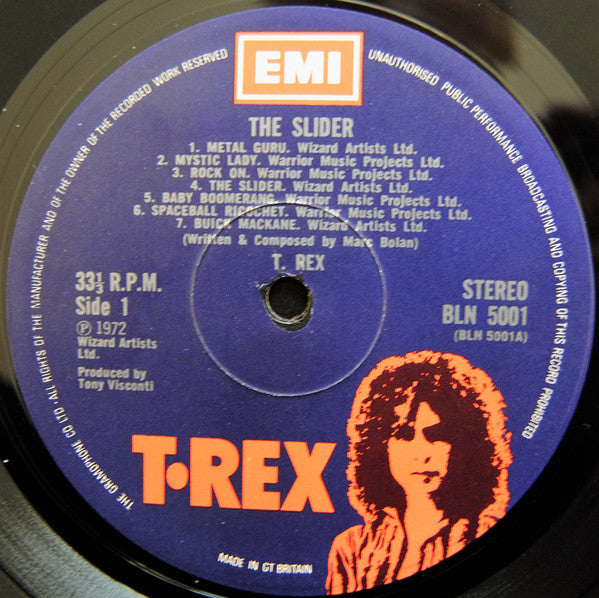 EMI
THE GRAMOPHONE CO LTD · ALL RIGHTS OF THE MANUFACTURER AND OF THE OWNER OF THE RECORDED WORK RESERVED
UNAUTHORISED PUBLIC PERFORMANCE BROADCASTING AND COPYING OF THIS RECORD PROHIBITED
THE SLIDER
1. METAL GURU. Wizard Artists Ltd.
2. MYSTIC LADY. Warrior Music Projects Ltd.
3. ROCK ON. Warrior Music Projects Ltd.
4. THE SLIDER. Wizard Artists Ltd.
5. BABY BOOMERANG. Warrior Music Projects Ltd.
6. SPACEBALL RICOCHET. Warrior Music Projects Ltd.
7. BUICK MACKANE. Wizard Artists Ltd.
(Written & Composed by Marc Bolan)
T. REX
33⅓ R.P.M.
Side 1
℗ 1972
Wizard Artists
Ltd.
Produced by
Tony Visconti
STEREO
BLN 5001
(BLN 5001A)
T·REX
MADE IN GT BRITAIN